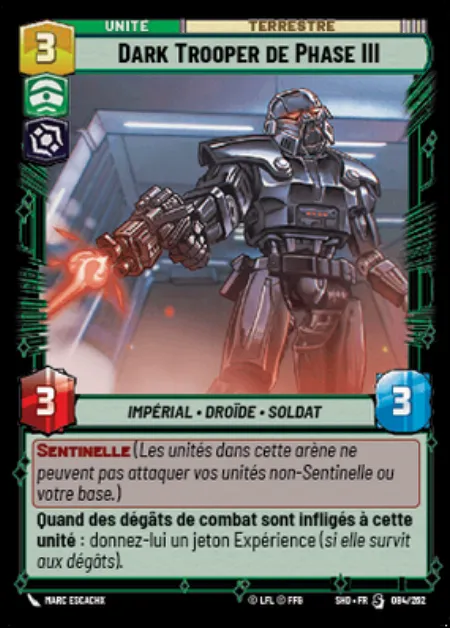 UNITÉ
TERRESTRE
3
DARK TROOPER DE PHASE III
3
3
IMPÉRIAL • DROÏDE • SOLDAT
SENTINELLE (Les unités dans cette arène ne
peuvent pas attaquer vos unités non-Sentinelle ou
votre base.)
Quand des dégâts de combat sont infligés à cette
unité : donnez-lui un jeton Expérience (si elle survit
aux dégâts).
MARC ESCACHX
© LFL © FFG
SHD • FR
084/262